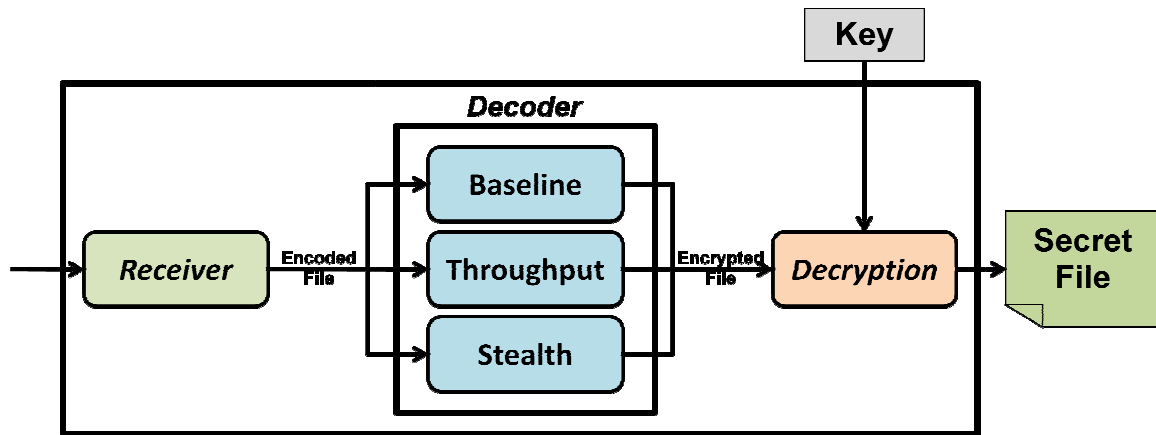 Key
Decoder
Baseline
Receiver
Encoded
File
Throughput
Encrypted
File
Decryption
Secret
File
Stealth